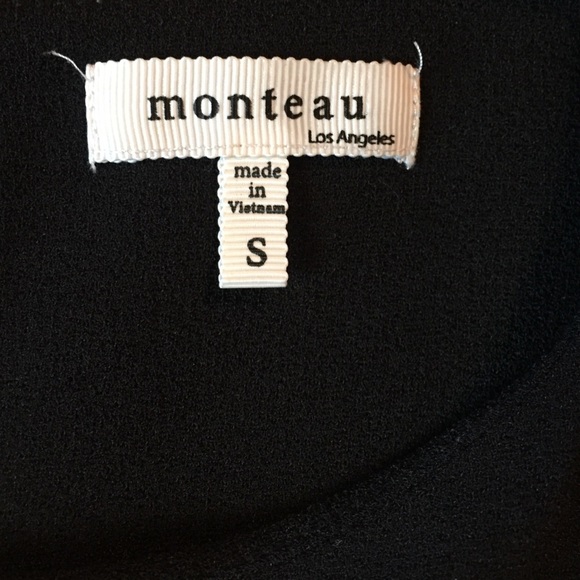 monteau
Los Angeles
made
in
Vietnam
S